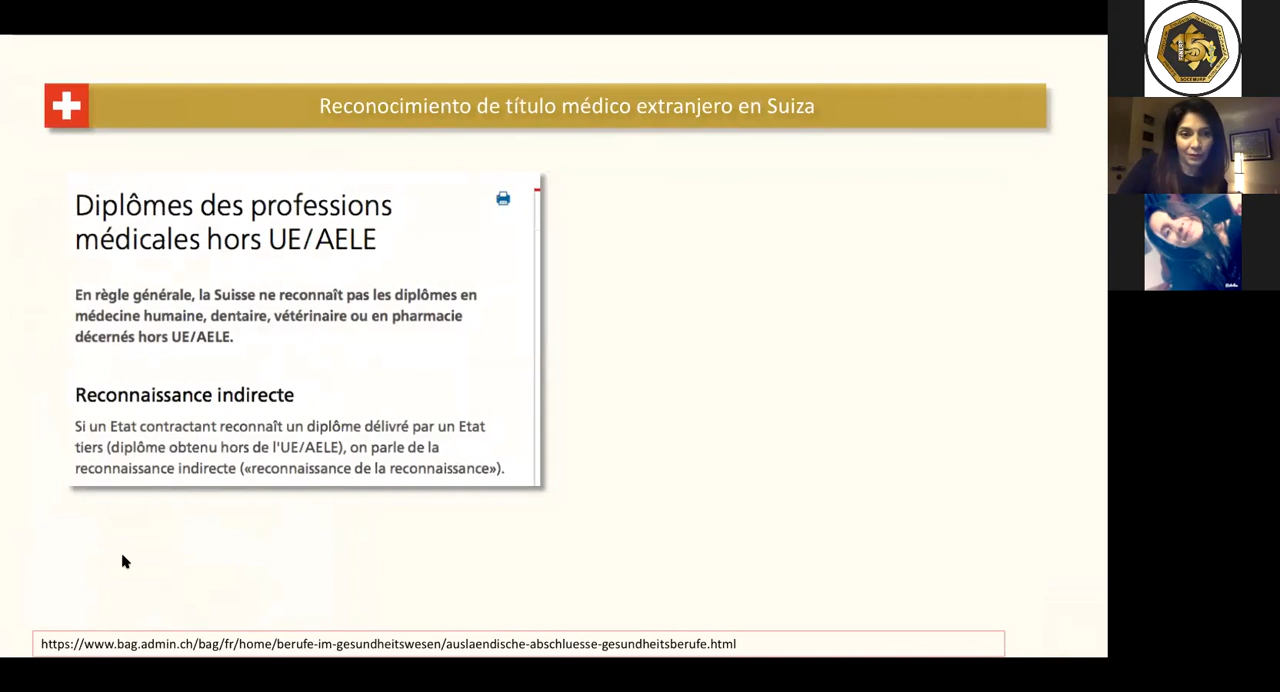 Reconocimiento de título médico extranjero en Suiza
Diplômes des professions
médicales hors UE/AELE
En règle générale, la Suisse ne reconnaît pas les diplômes en
médecine humaine, dentaire, vétérinaire ou en pharmacie
décernés hors UE/AELE.
Reconnaissance indirecte
Si un Etat contractant reconnaît un diplôme délivré par un Etat
tiers (diplôme obtenu hors de l'UE/AELE), on parle de la
reconnaissance indirecte («reconnaissance de la reconnaissance»).
https://www.bag.admin.ch/bag/fr/home/berufe-im-gesundheitswesen/auslaendische-abschluesse-gesundheitsberufe.html
15
SOCEMURP